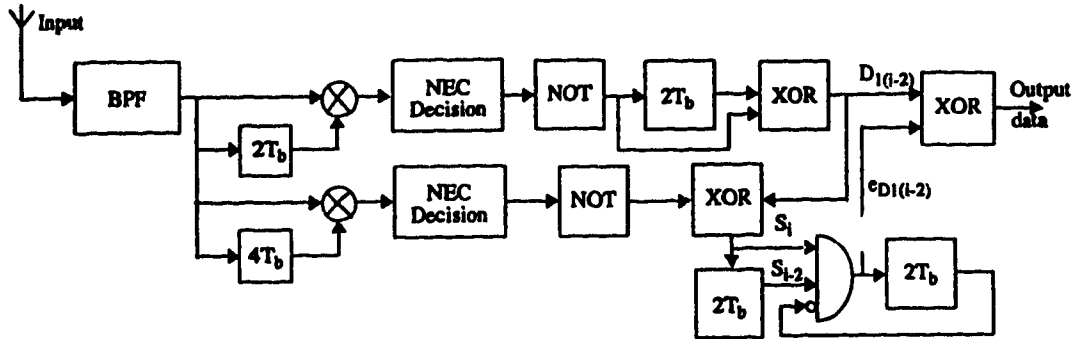 Input
BPF
NEC
Decision
NOT
2T_b
XOR
D_1(i-2)
XOR
Output
data
2T_b
e_D1(i-2)
NEC
Decision
NOT
XOR
S_i
4T_b
S_i-2
2T_b
2T_b